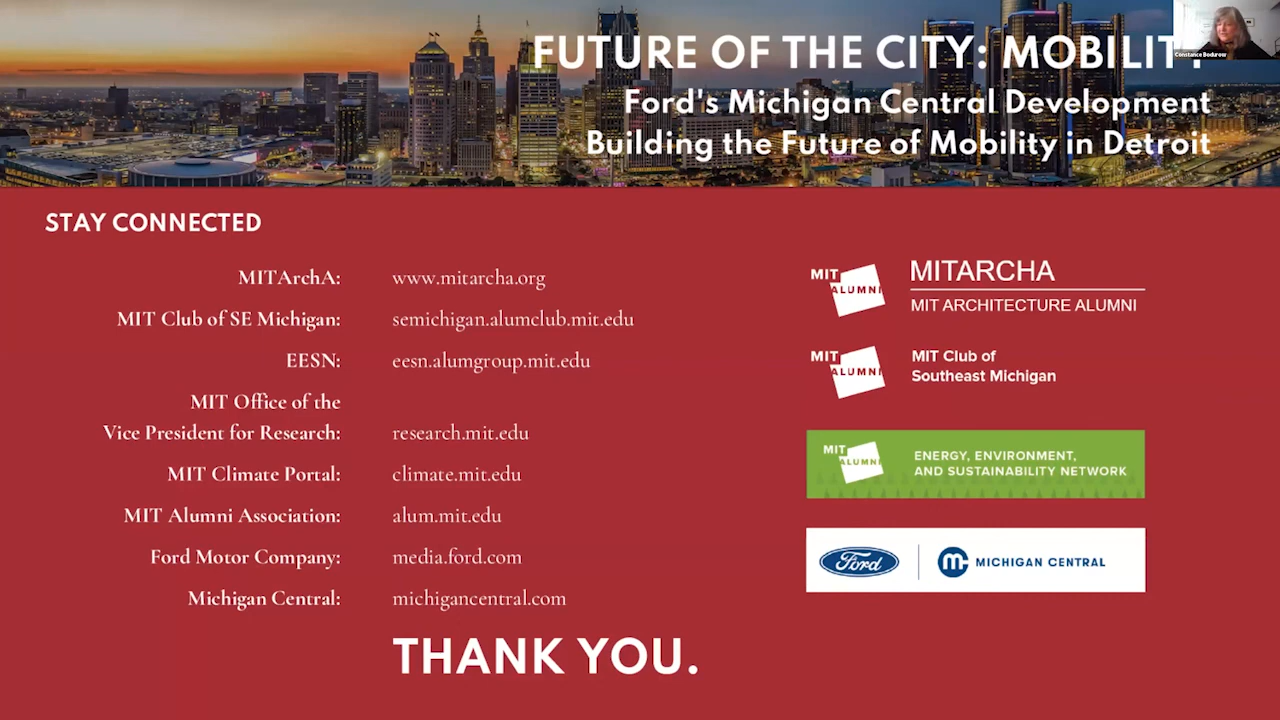 FUTURE OF THE CITY: MOBILITY
Constance Bodurow
Ford's Michigan Central Development
Building the Future of Mobility in Detroit
STAY CONNECTED
MITArchA: www.mitarcha.org
MIT Club of SE Michigan: semichigan.alumclub.mit.edu
EESN: eesn.alumgroup.mit.edu
MIT Office of the
Vice President for Research: research.mit.edu
MIT Climate Portal: climate.mit.edu
MIT Alumni Association: alum.mit.edu
Ford Motor Company: media.ford.com
Michigan Central: michigancentral.com
THANK YOU.
MIT
ALUMNI
MITARCHA
MIT ARCHITECTURE ALUMNI
MIT
ALUMNI
MIT Club of
Southeast Michigan
MIT
ALUMNI
ENERGY, ENVIRONMENT,
AND SUSTAINABILITY NETWORK
Ford
MICHIGAN CENTRAL